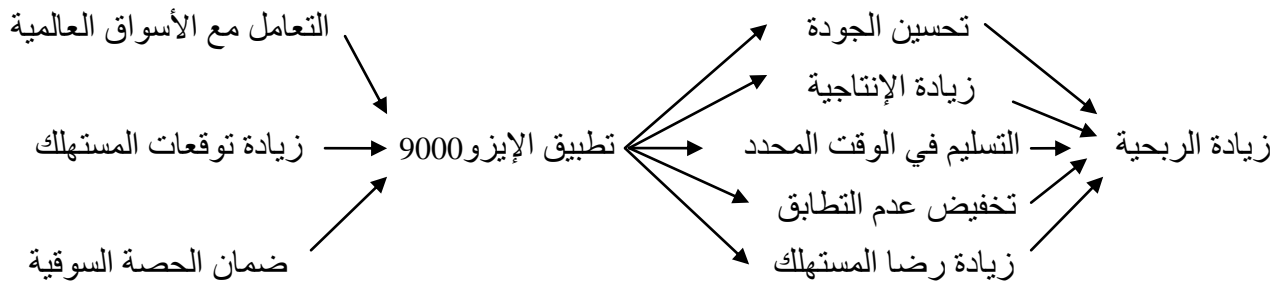 التعامل مع الأسواق العالمية
زيادة توقعات المستهلك
ضمان الحصة السوقية
تطبيق الإيزو9000
تحسين الجودة
زيادة الإنتاجية
التسليم في الوقت المحدد
تخفيض عدم التطابق
زيادة رضا المستهلك
زيادة الربحية